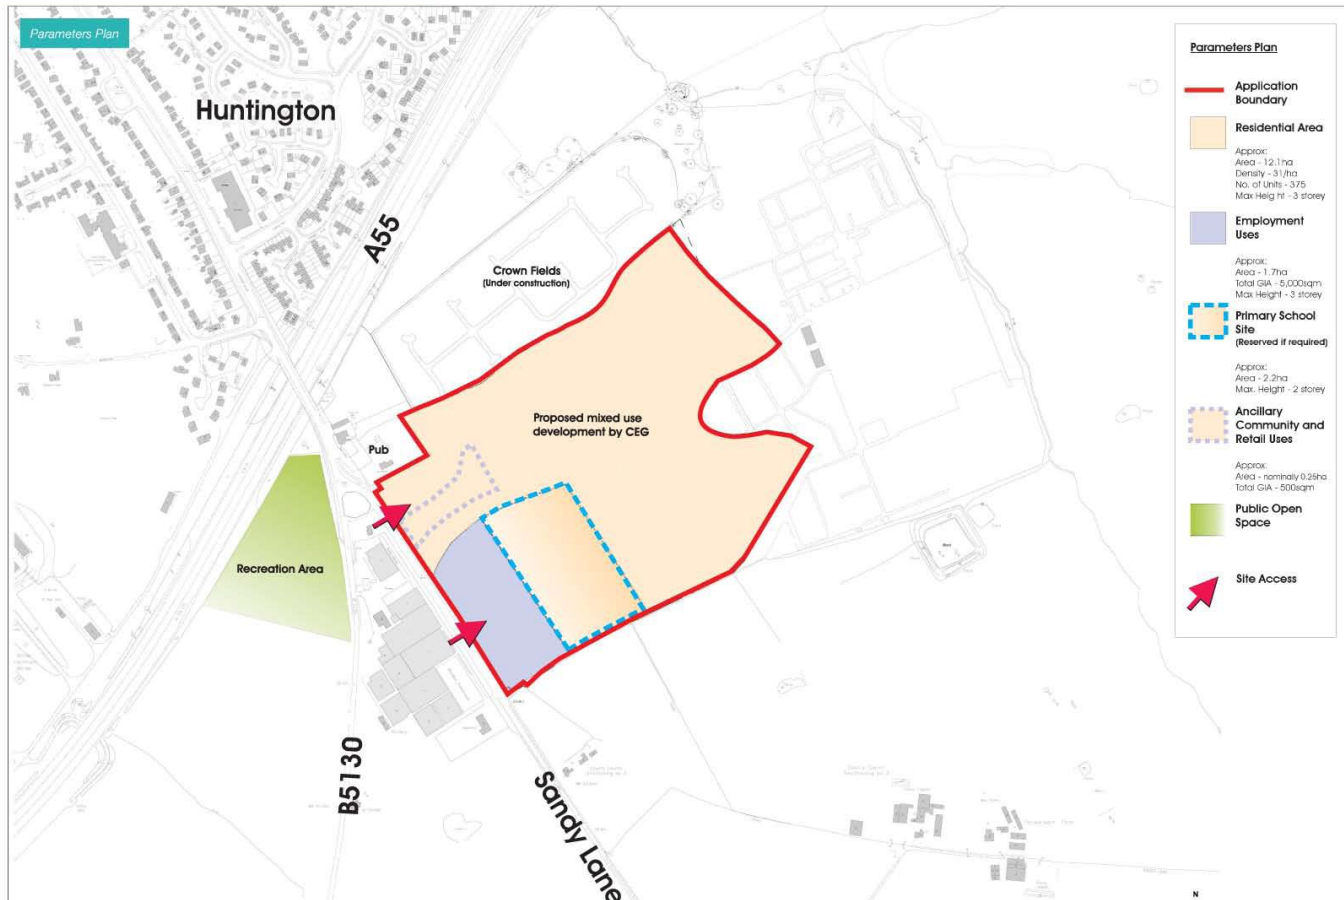 Parameters Plan
Huntington
A55
Crown Fields
(Under construction)
Proposed mixed use
development by CEG
Pub
Recreation Area
B5130
Sandy Lane
N
Parameters Plan
Application
Boundary
Residential Area
Approx:
Area - 12.1ha
Density - 31/ha
No. of Units - 375
Max Height - 3 storey
Employment
Uses
Approx:
Area - 1.7ha
Total GIA - 5,000sqm
Max Height - 3 storey
Primary School
Site
(Reserved if required)
Approx:
Area - 2.2ha
Max. Height - 2 storey
Ancillary
Community and
Retail Uses
Approx:
Area - nominally 0.25ha
Total GIA - 500sqm
Public Open
Space
Site Access